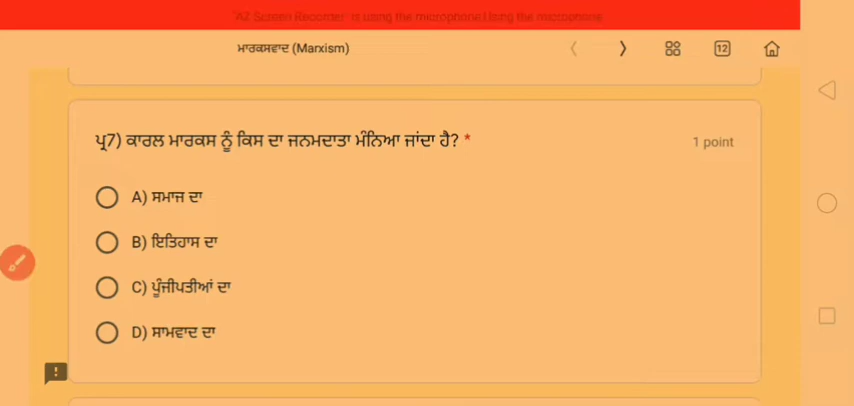 "AZ Screen Recorder" is using the microphone.Using the microphone.
ਮਾਰਕਸਵਾਦ (Marxism)
12
ਪ੍ਰ7) ਕਾਰਲ ਮਾਰਕਸ ਨੂੰ ਕਿਸ ਦਾ ਜਨਮਦਾਤਾ ਮੰਨਿਆ ਜਾਂਦਾ ਹੈ? *
1 point
A) ਸਮਾਜ ਦਾ
B) ਇਤਿਹਾਸ ਦਾ
C) ਪੂੰਜੀਪਤੀਆਂ ਦਾ
D) ਸਾਮਵਾਦ ਦਾ